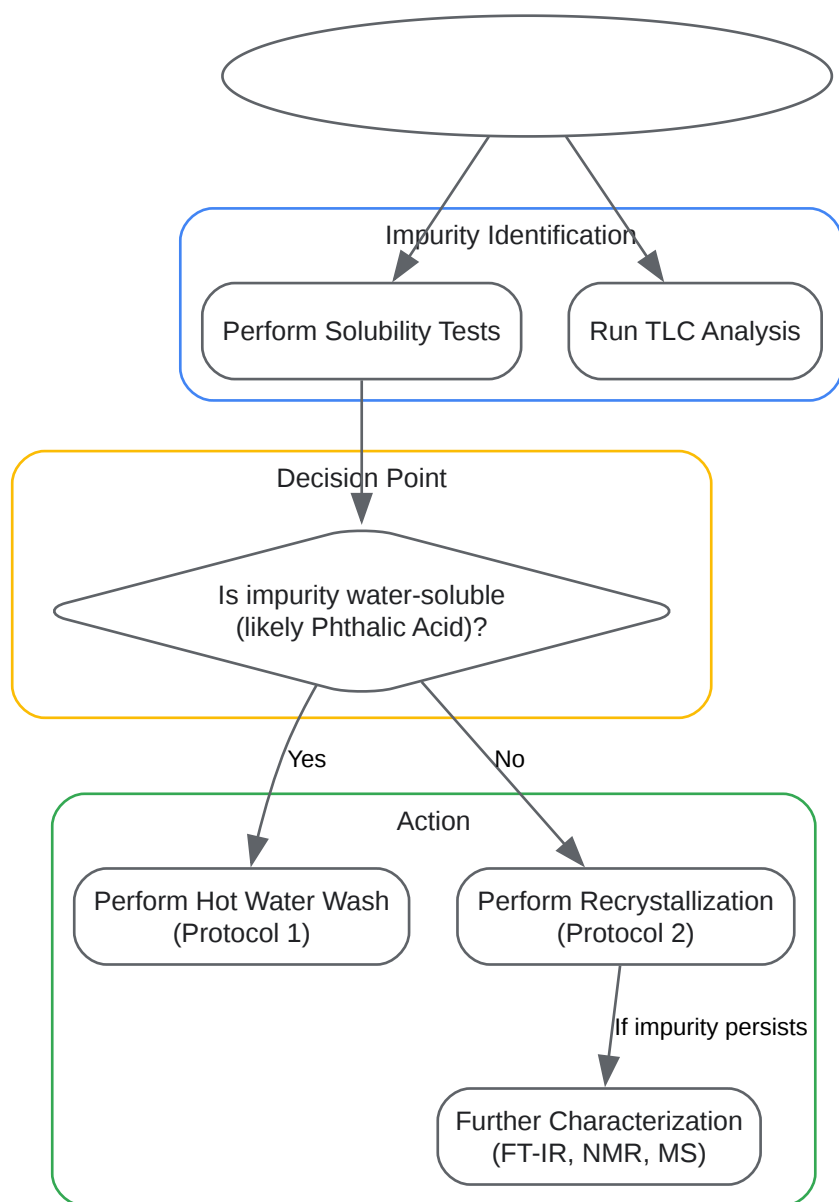 Impurity Identification
Perform Solubility Tests
Run TLC Analysis
Decision Point
Is impurity water-soluble
(likely Phthalic Acid)?
Yes
No
Action
Perform Hot Water Wash
(Protocol 1)
Perform Recrystallization
(Protocol 2)
If impurity persists
Further Characterization
(FT-IR, NMR, MS)